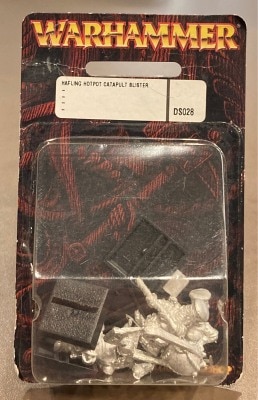 WARHAMMER
HAFLING HOTPOT CATAPULT BLISTER
DS028